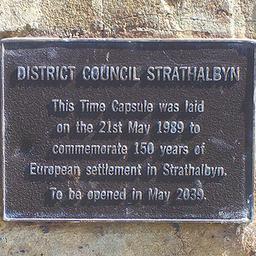 DISTRICT COUNCIL STRATHALBYN
This Time Capsule was laid
on the 21st May 1989 to
commemorate 150 years of
European settlement in Strathalbyn.
To be opened in May 2039.